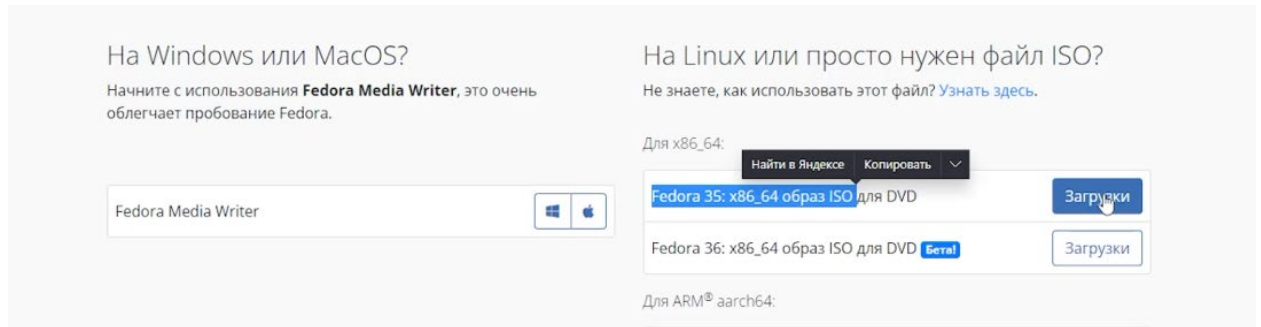 На Windows или MacOS?
Начните с использования Fedora Media Writer, это очень
облегчает пробование Fedora.
Fedora Media Writer
На Linux или просто нужен файл ISO?
Не знаете, как использовать этот файл? Узнать здесь.
Для x86_64:
Найти в Яндексе Копировать
Fedora 35: x86_64 образ ISO для DVD Загрузки
Fedora 36: x86_64 образ ISO для DVD Бета! Загрузки
Для ARM® aarch64: